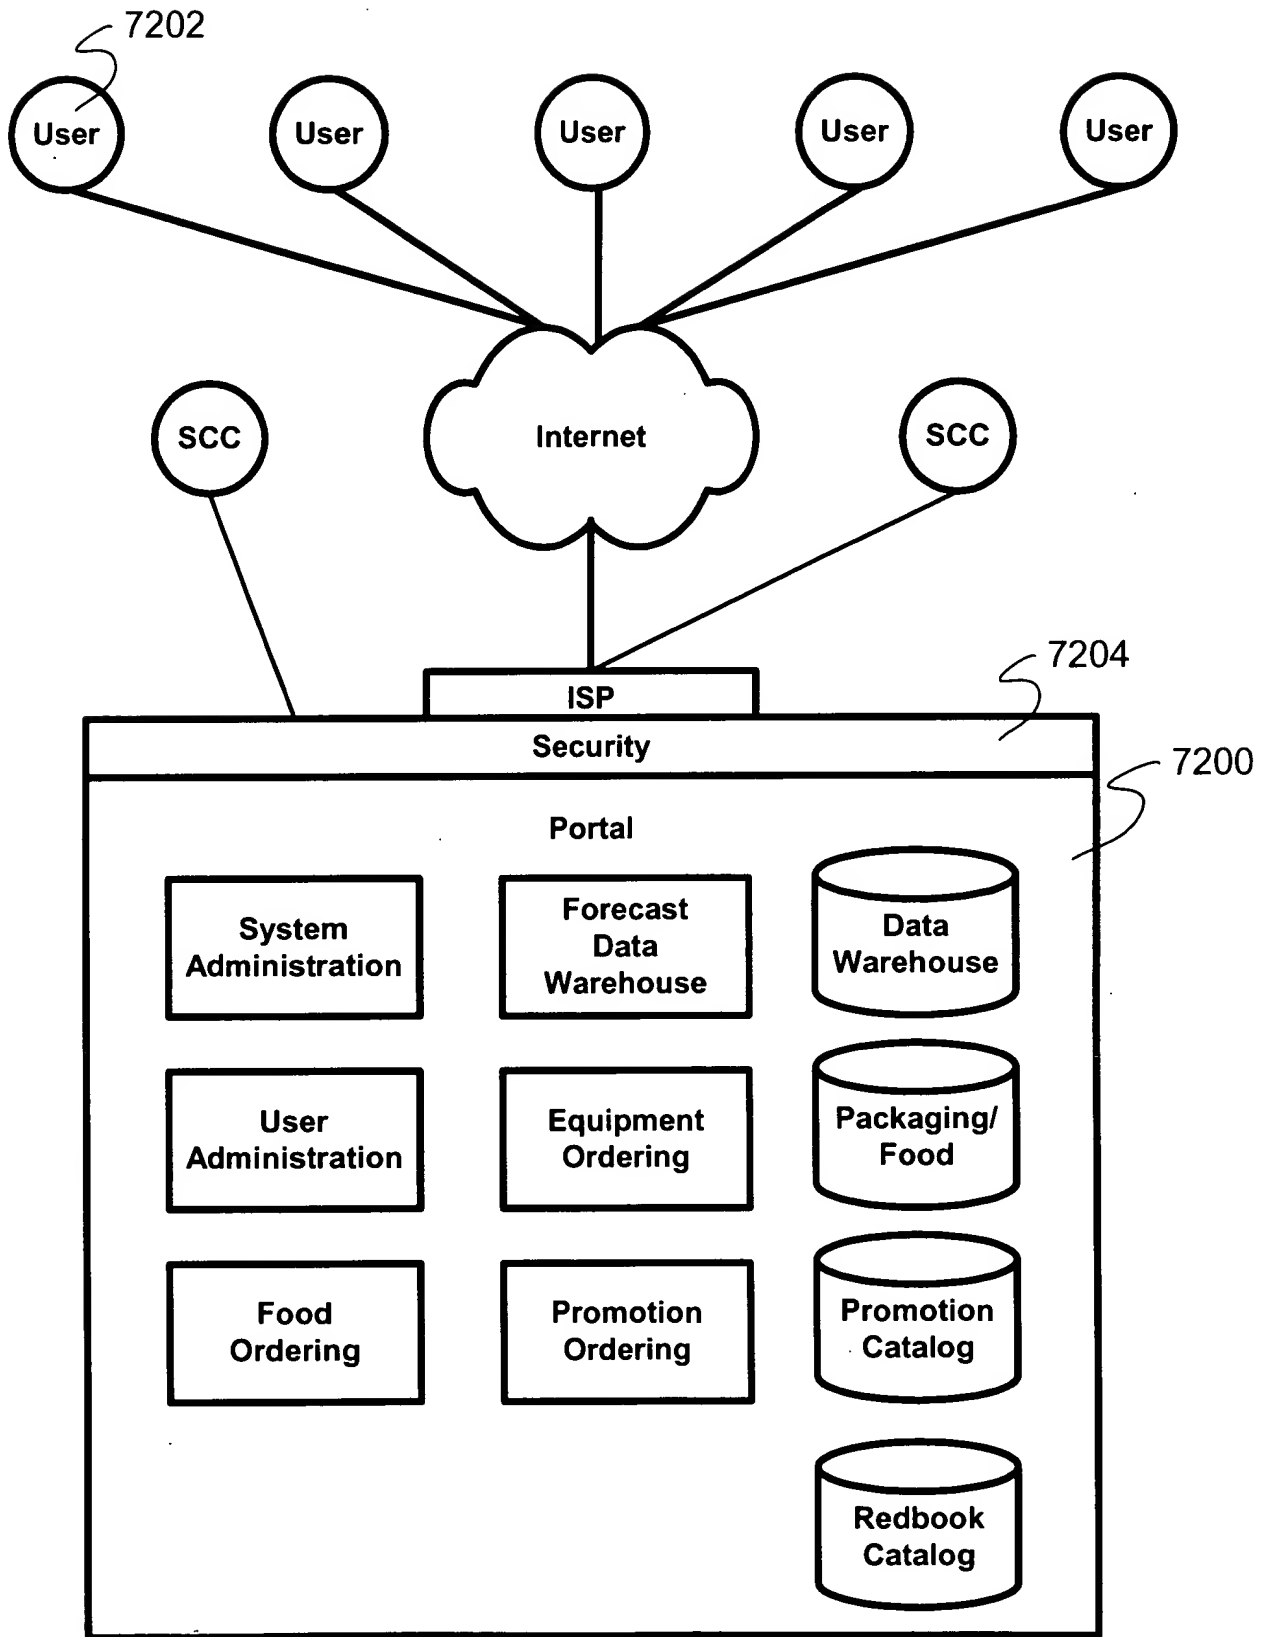 7202
User
User
User
User
User
SCC
Internet
SCC
7204
ISP
Security
7200
Portal
System
Administration
Forecast
Data
Warehouse
Data
Warehouse
User
Administration
Equipment
Ordering
Packaging/
Food
Food
Ordering
Promotion
Ordering
Promotion
Catalog
Redbook
Catalog